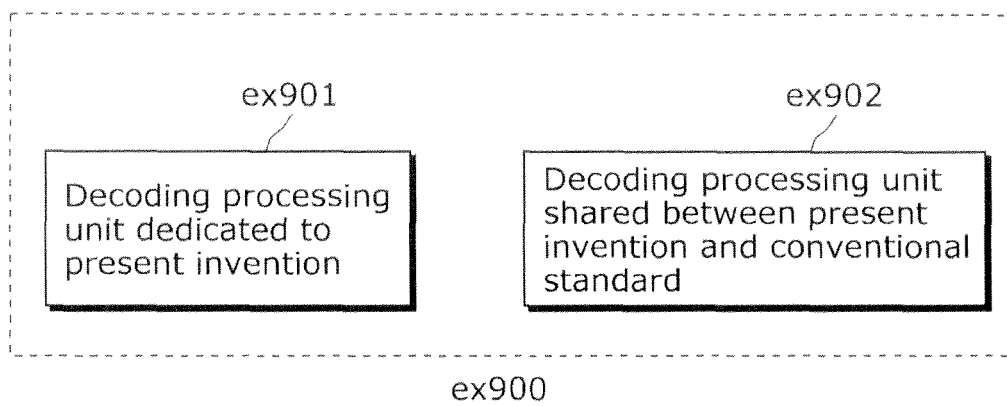 ex901
ex902
Decoding processing
unit dedicated to
present invention
Decoding processing unit
shared between present
invention and conventional
standard
ex900